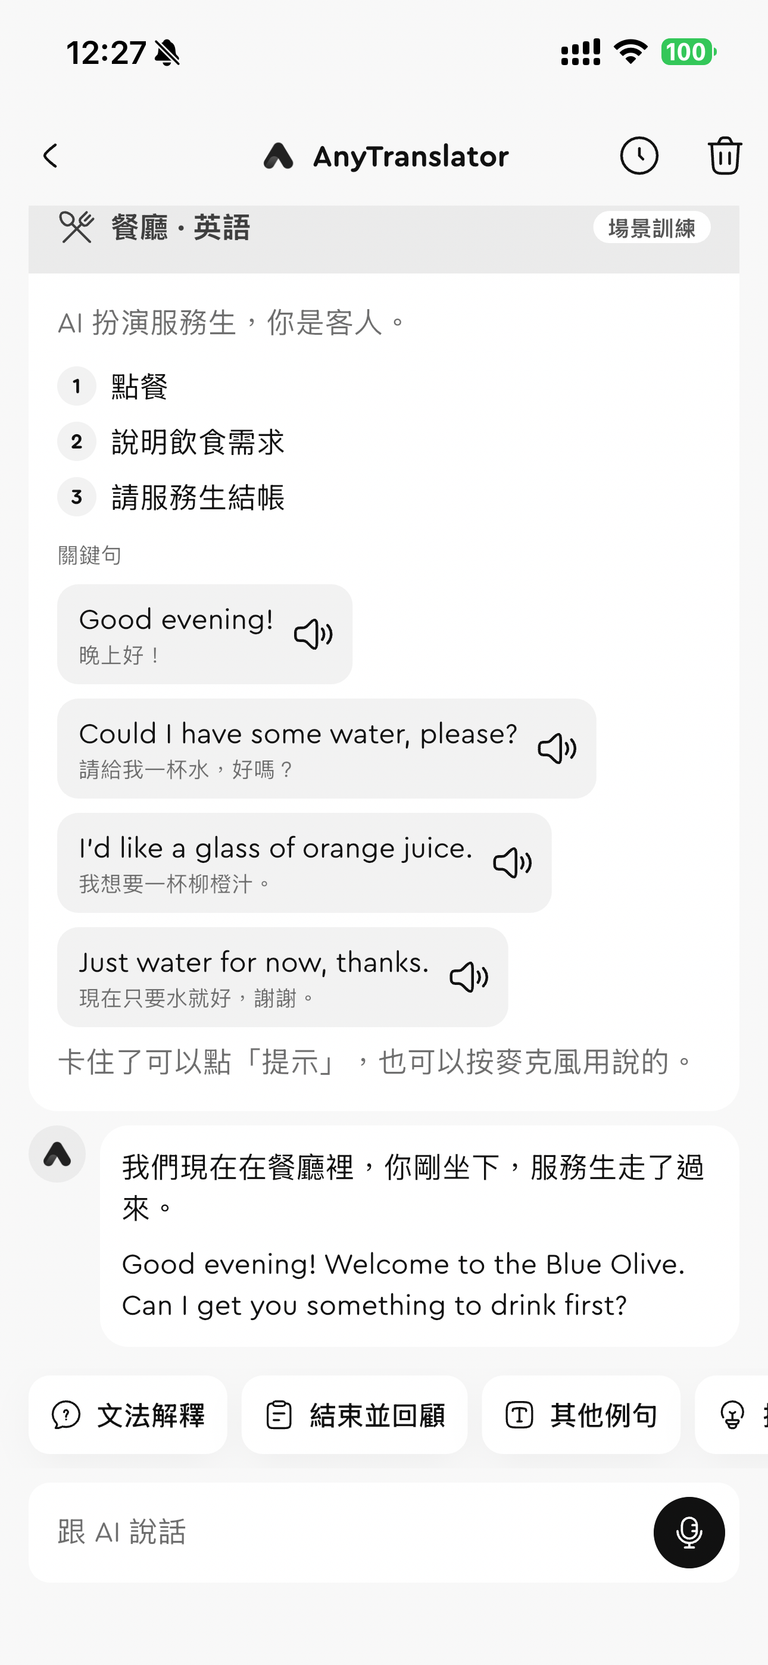 12:27
100
AnyTranslator
餐廳·英語
場景訓練
AI 扮演服務生，你是客人。
1 點餐
2 說明飲食需求
3 請服務生結帳
關鍵句
Good evening!
晚上好！
Could I have some water, please?
請給我一杯水，好嗎？
I'd like a glass of orange juice.
我想要一杯柳橙汁。
Just water for now, thanks.
現在只要水就好，謝謝。
卡住了可以點「提示」，也可以按麥克風用說的。
我們現在在餐廳裡，你剛坐下，服務生走了過
來。
Good evening! Welcome to the Blue Olive.
Can I get you something to drink first?
文法解釋
結束並回顧
其他例句
跟 AI 說話